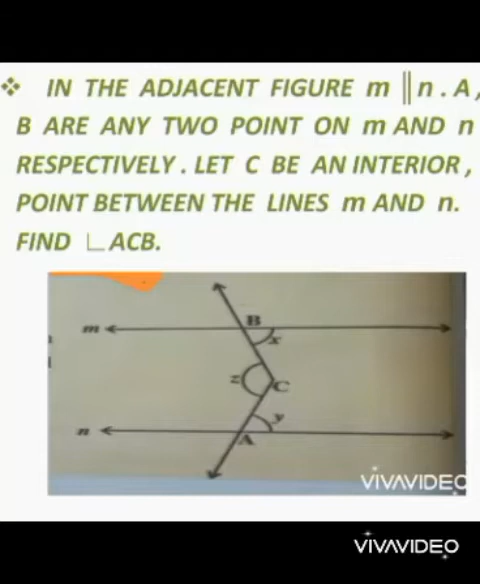 ❖ IN THE ADJACENT FIGURE m ∥ n . A ,
B ARE ANY TWO POINT ON m AND n
RESPECTIVELY . LET C BE AN INTERIOR ,
POINT BETWEEN THE LINES m AND n.
FIND ∟ACB.
B
m
x
z
C
y
n
A
VIVAVIDEO
VIVAVIDEO